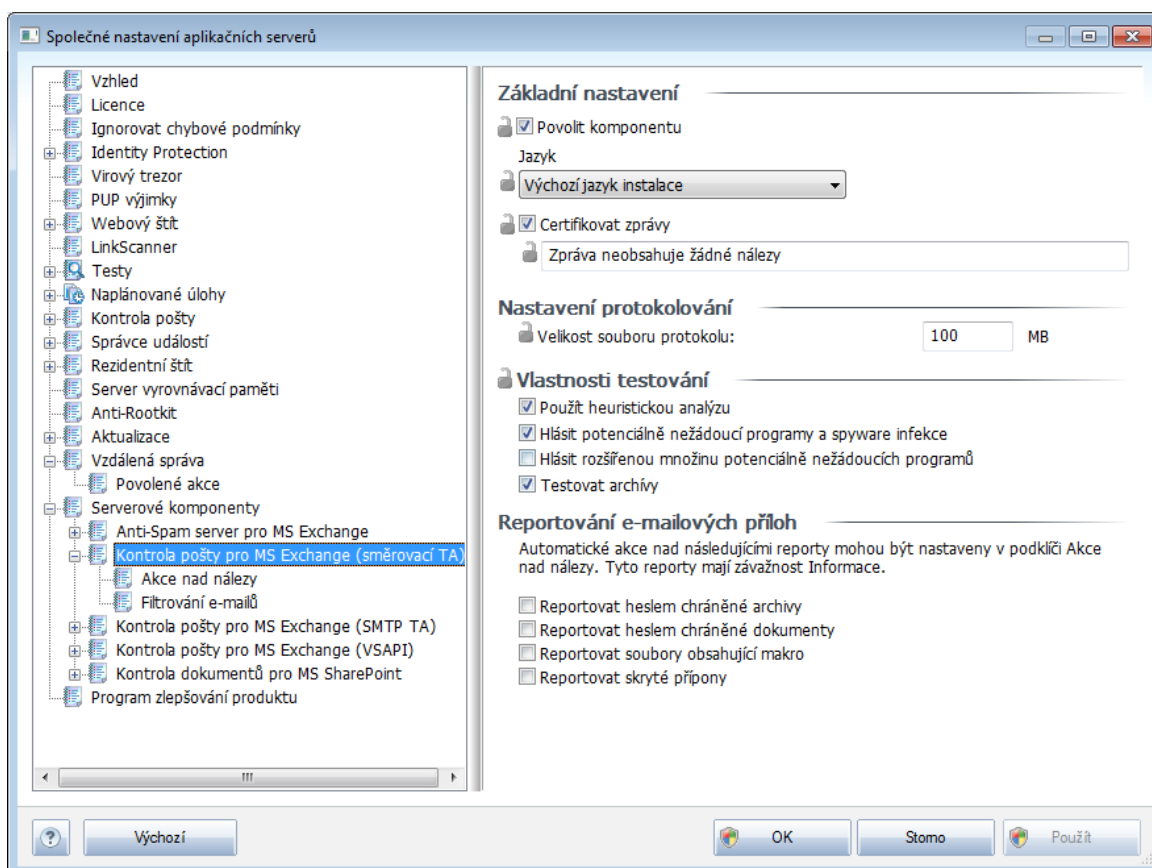 Společné nastavení aplikačních serverů
Vzhled
Licence
Ignorovat chybové podmínky
Identity Protection
Virový trezor
PUP výjimky
Webový štít
LinkScanner
Testy
Naplánované úlohy
Kontrola pošty
Správce událostí
Rezidentní štít
Server vyrovnávací paměti
Anti-Rootkit
Aktualizace
Vzdálená správa
Povolené akce
Serverové komponenty
Anti-Spam server pro MS Exchange
Kontrola pošty pro MS Exchange (směrovací TA)
Akce nad nálezy
Filtrování e-mailů
Kontrola pošty pro MS Exchange (SMTP TA)
Kontrola pošty pro MS Exchange (VSAPI)
Kontrola dokumentů pro MS SharePoint
Program zlepšování produktu
Základní nastavení
Povolit komponentu
Jazyk
Výchozí jazyk instalace
Certifikovat zprávy
Zpráva neobsahuje žádné nálezy
Nastavení protokolování
Velikost souboru protokolu: 100 MB
Vlastnosti testování
Použít heuristickou analýzu
Hlásit potenciálně nežádoucí programy a spyware infekce
Hlásit rozšířenou množinu potenciálně nežádoucích programů
Testovat archívy
Reportování e-mailových příloh
Automatické akce nad následujícími reporty mohou být nastaveny v podklíči Akce
nad nálezy. Tyto reporty mají závažnost Informace.
Reportovat heslem chráněné archivy
Reportovat heslem chráněné dokumenty
Reportovat soubory obsahující makro
Reportovat skryté přípony
? Výchozí OK Storno Použít